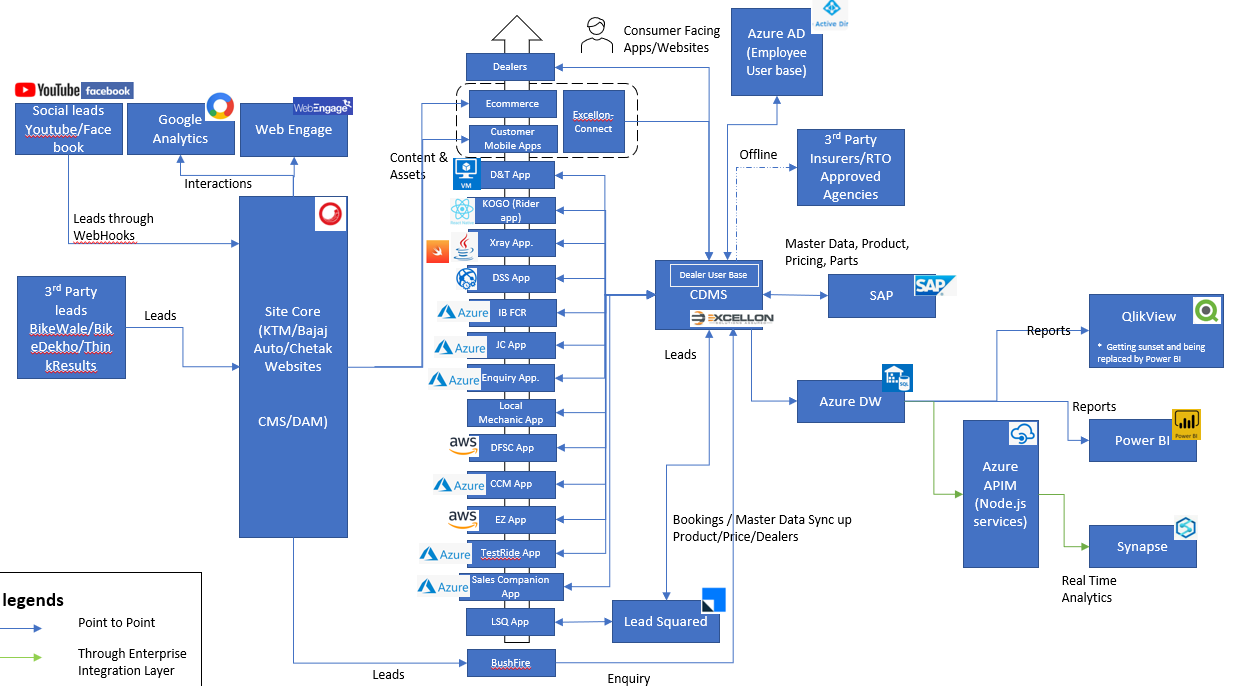 Consumer Facing
Apps/Websites
Azure AD
(Employee
User base)
Active Dir
Dealers
YouTube facebook
Social leads
Youtube/Face
book
Google
Analytics
WebEngage
Web Engage
Ecommerce
Customer
Mobile Apps
Excellon-
Connect
Content &
Assets
Offline
3rd Party
Insurers/RTO
Approved
Agencies
Interactions
VM
D&T App
KOGO (Rider
app)
Leads through
WebHooks
Xray App.
DSS App
Master Data, Product,
Pricing, Parts
Dealer User Base
CDMS
EXCELLON
SAP
SAP
3rd Party
leads
BikeWale/Bik
eDekho/Thin
kResults
Leads
Site Core
(KTM/Bajaj
Auto/Chetak
Websites
CMS/DAM)
Azure
IB FCR
Azure
JC App
Azure
Enquiry App.
Local
Mechanic App
aws
DFSC App
Azure
CCM App
aws
EZ App
Azure
TestRide App
Azure
Sales Companion
App
LSQ App
BushFire
Leads
Reports
QlikView
* Getting sunset and being
replaced by Power BI
SQL
Azure DW
Reports
Power BI
Power BI
Azure
APIM
(Node.js
services)
Bookings / Master Data Sync up
Product/Price/Dealers
Synapse
Real Time
Analytics
Lead Squared
Leads
Enquiry
legends
Point to Point
Through Enterprise
Integration Layer